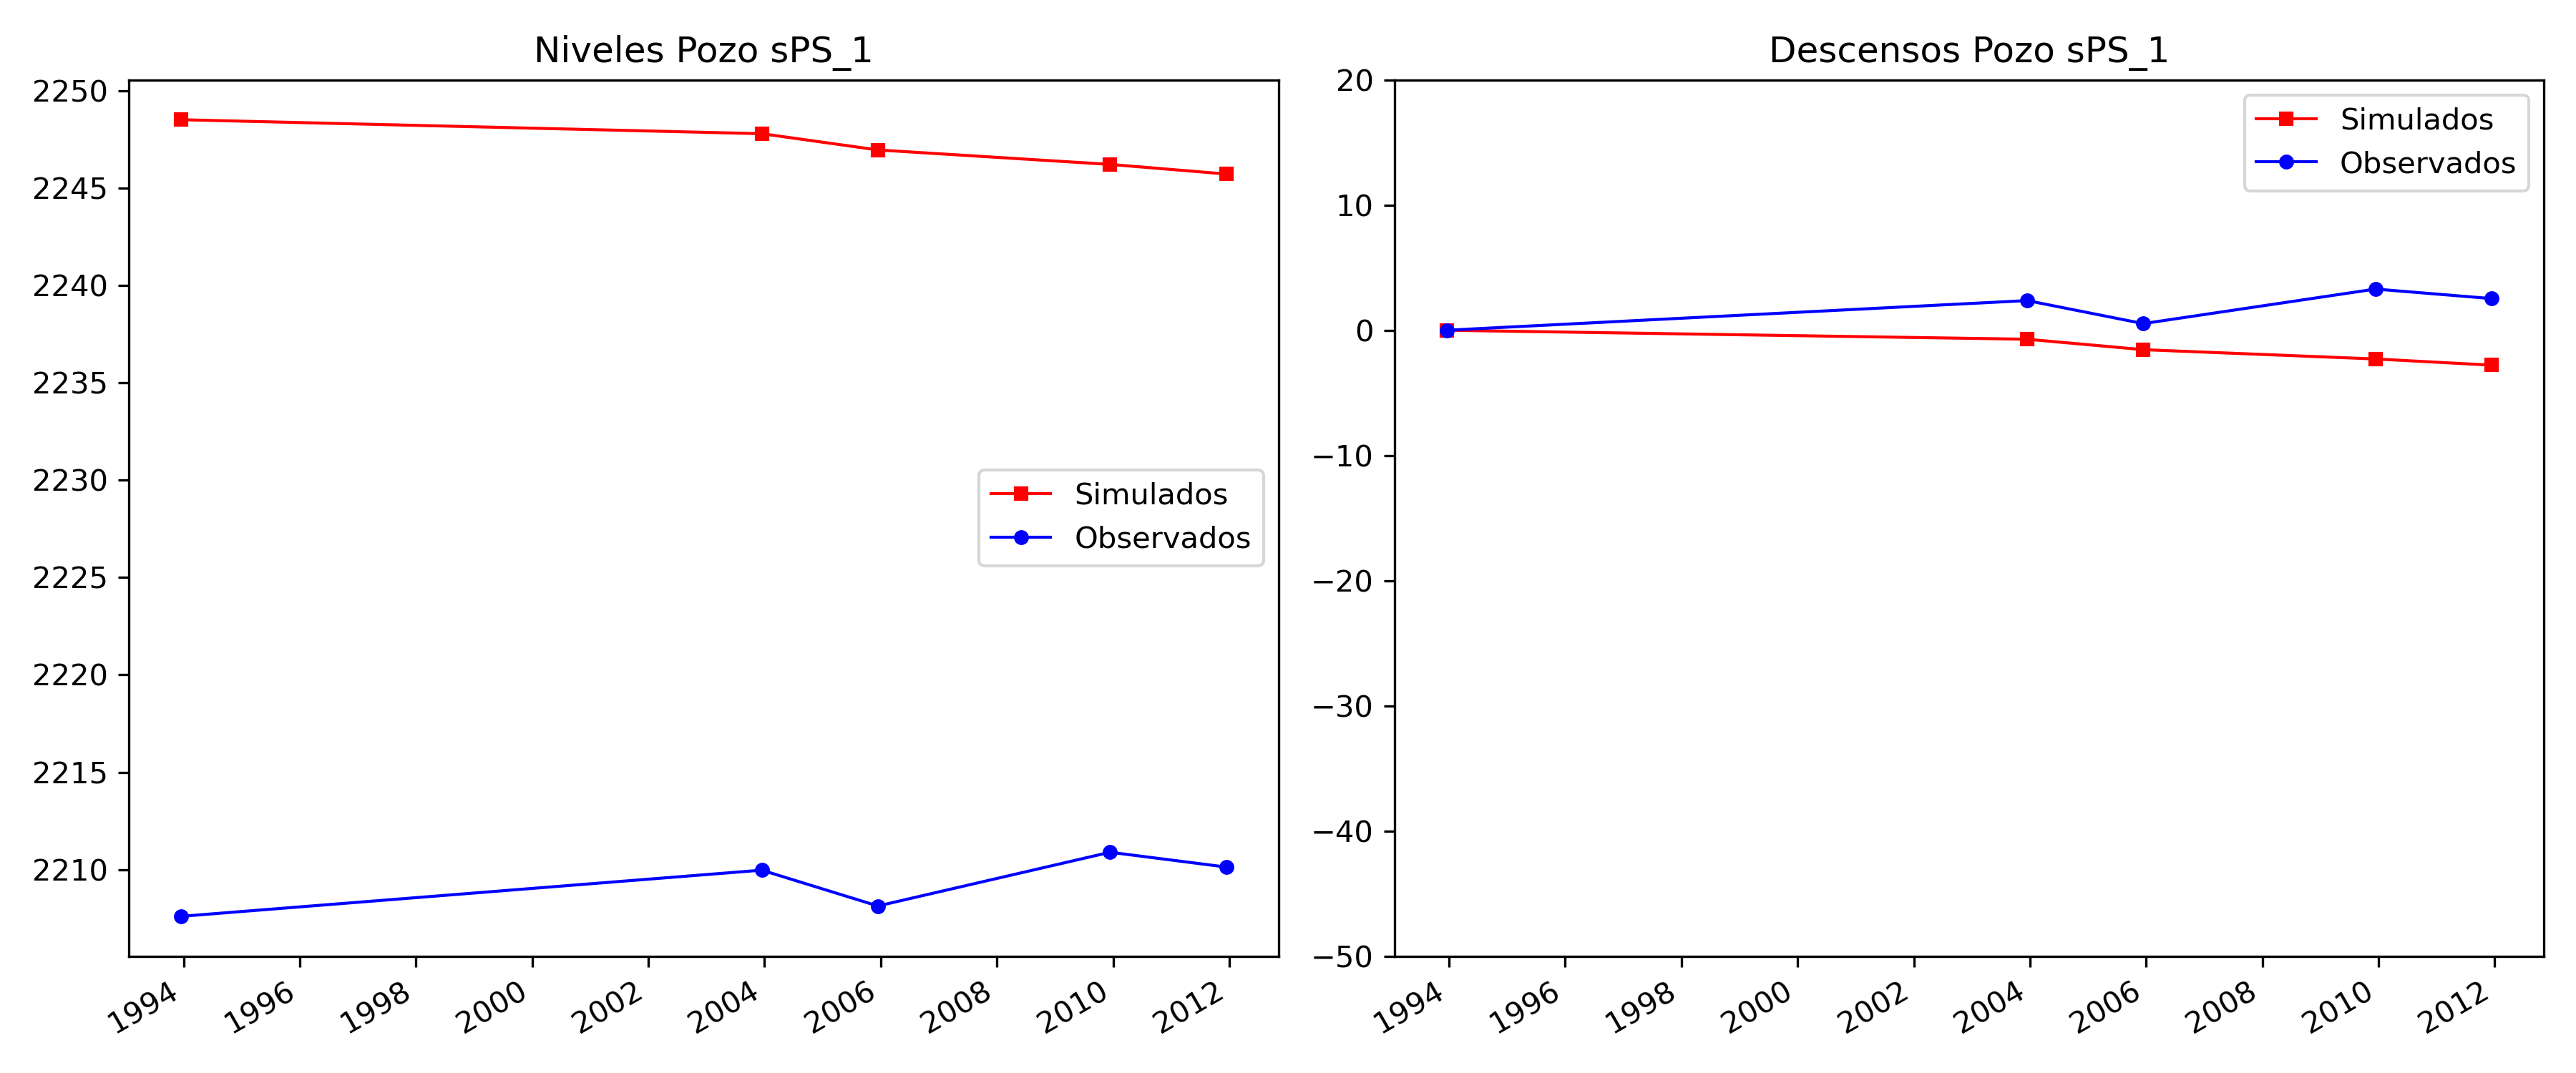 Niveles Pozo sPS_1
2250
2245
2240
2235
2230
2225
2220
2215
2210
Simulados
Observados
1994 1996 1998 2000 2002 2004 2006 2008 2010 2012
Descensos Pozo sPS_1
20
10
0
−10
−20
−30
−40
−50
Simulados
Observados
1994 1996 1998 2000 2002 2004 2006 2008 2010 2012